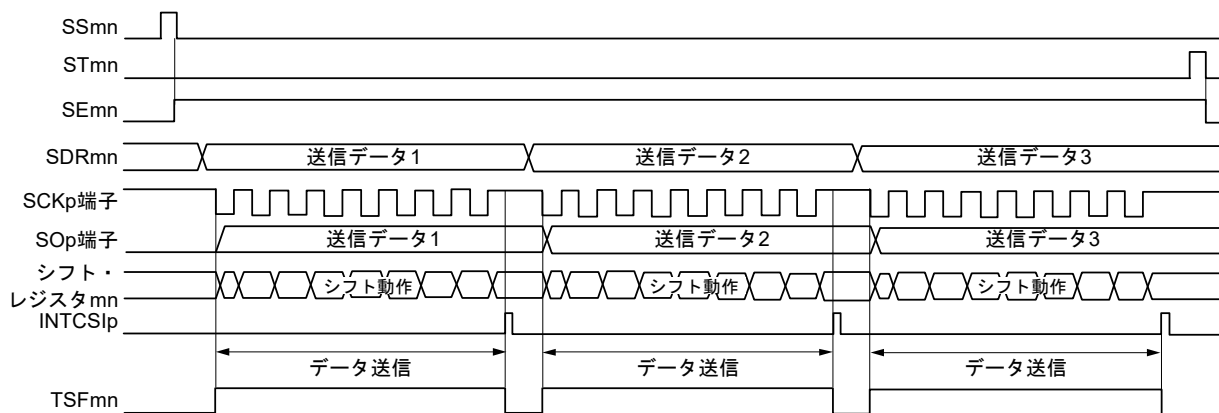 SSmn
STmn
SEmn
SDRmn 送信データ1 送信データ2 送信データ3
SCKp端子
SOp端子 送信データ1 送信データ2 送信データ3
シフト・
レジスタmn シフト動作 シフト動作 シフト動作
INTCSIp
データ送信 データ送信 データ送信
TSFmn